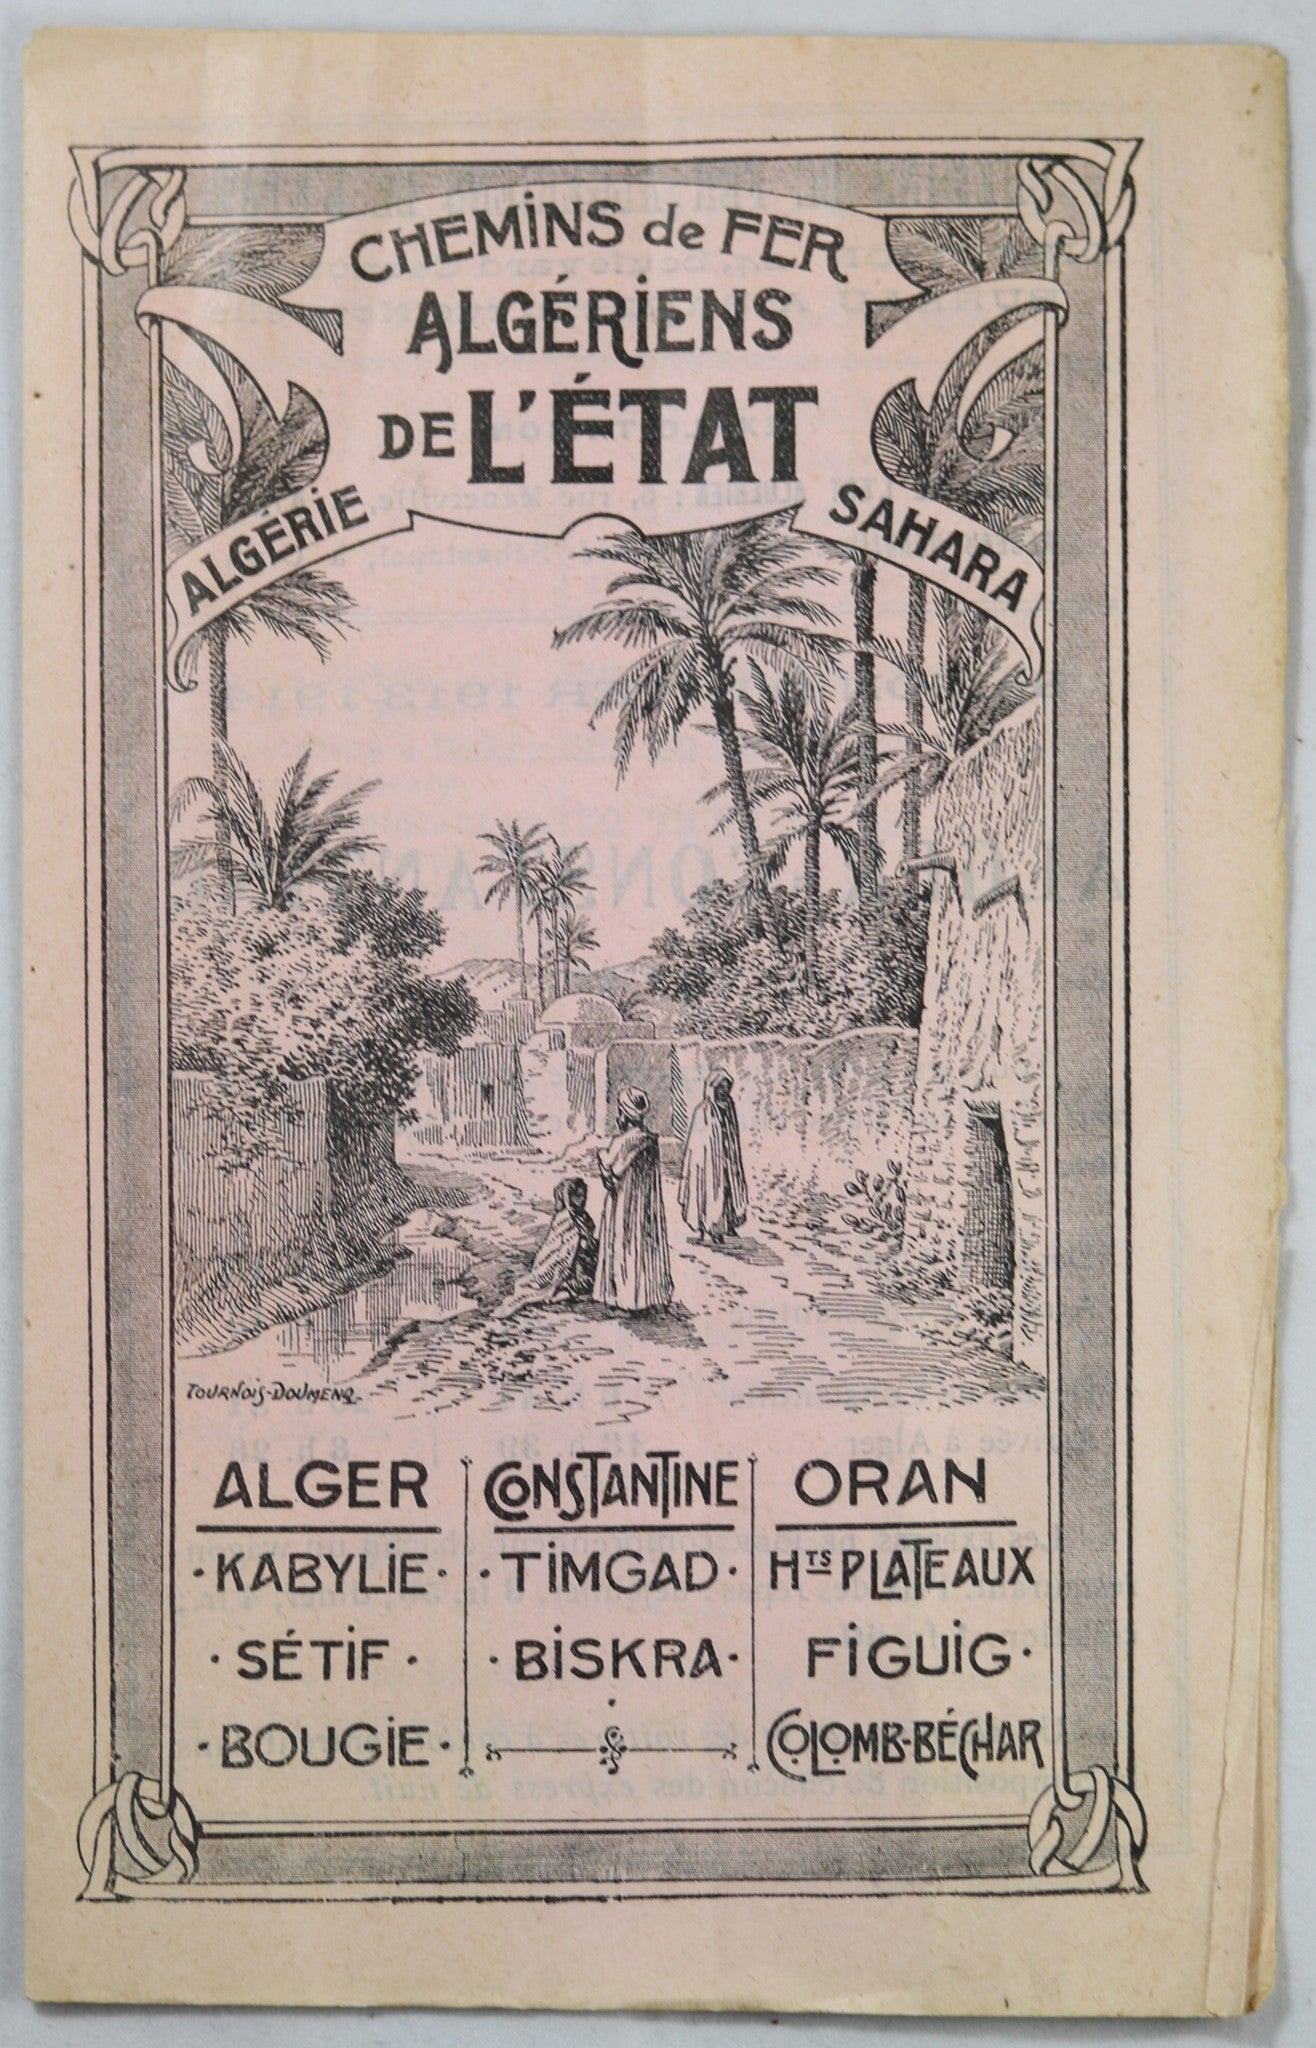 CHEMINS de FER
ALGÉRIENS
DE L'ÉTAT
ALGÉRIE
SAHARA
TOURNOIS-DOUMENQ
ALGER
· KABYLIE ·
· SÉTIF ·
· BOUGIE ·
CONSTANTINE
· TIMGAD ·
· BISKRA ·
ORAN
HTS PLATEAUX
FIGUIG ·
COLOMB-BÉCHAR